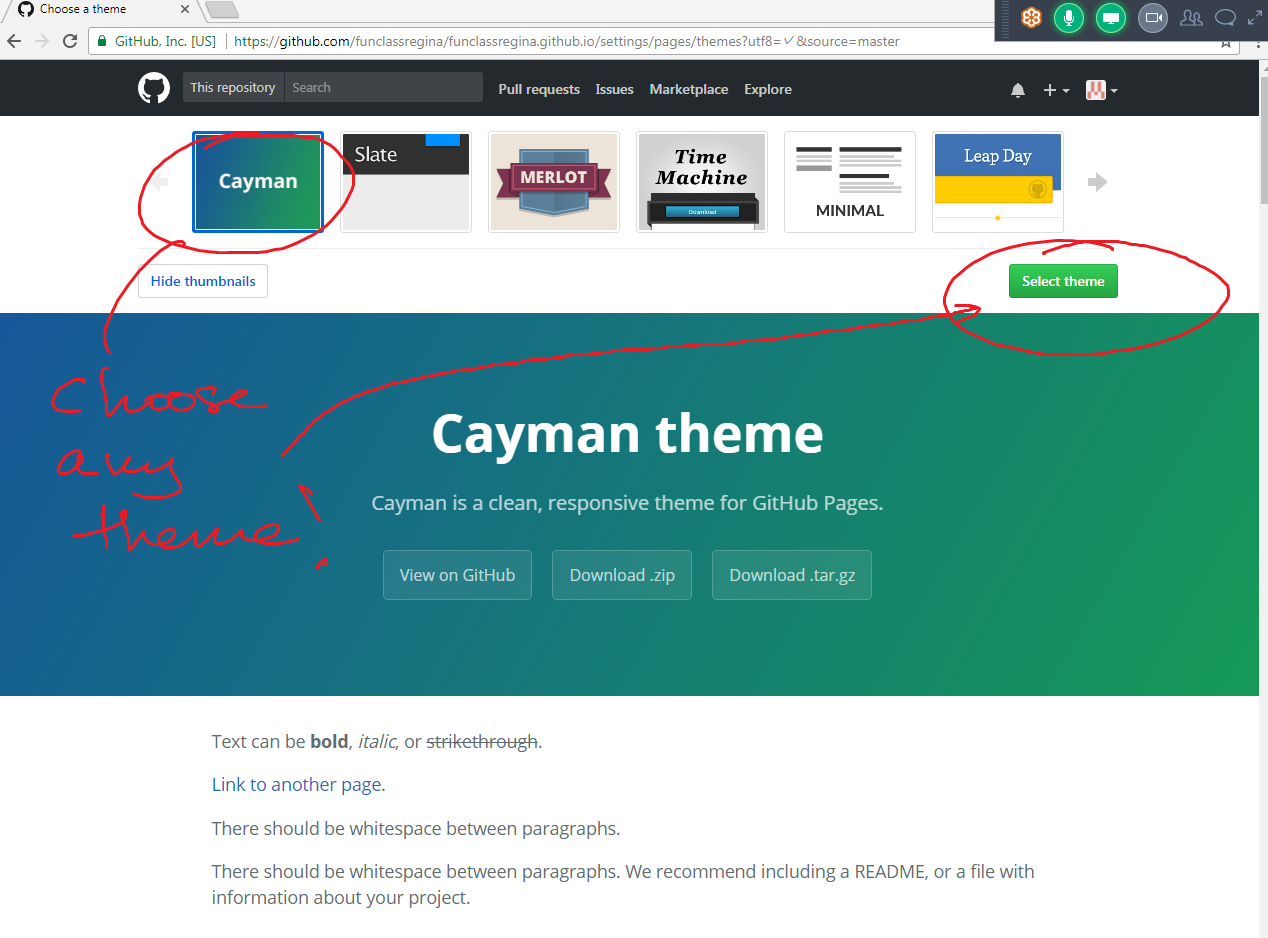 Choose a theme
GitHub, Inc. [US] | https://github.com/funclassregina/funclassregina.github.io/settings/pages/themes?utf8=✓&source=master
This repository Search Pull requests Issues Marketplace Explore
Cayman Slate MERLOT Time Machine Download MINIMAL Leap Day
Hide thumbnails Select theme
Choose
any
theme!
Cayman theme
Cayman is a clean, responsive theme for GitHub Pages.
View on GitHub Download .zip Download .tar.gz
Text can be bold, italic, or strikethrough.
Link to another page.
There should be whitespace between paragraphs.
There should be whitespace between paragraphs. We recommend including a README, or a file with
information about your project.